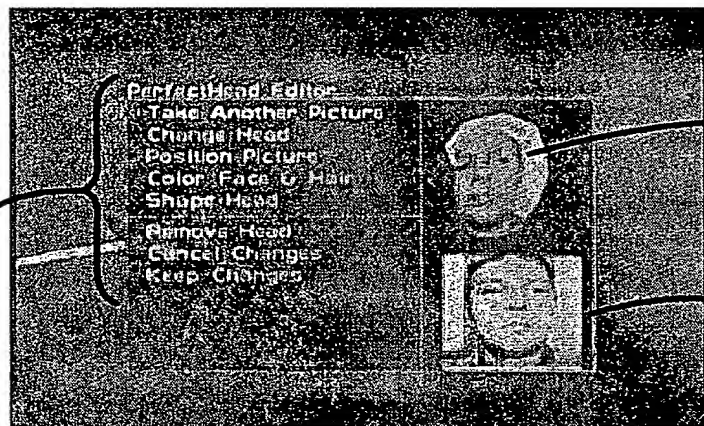 PerfectHead Editor
Take Another Picture
Change Head
Position Picture
Color Face & Hair
Shape Head
Remove Head
Cancel Changes
Keep Changes